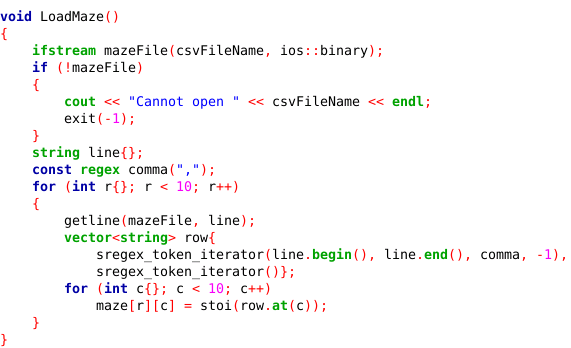 void LoadMaze()
{
    ifstream mazeFile(csvFileName, ios::binary);
    if (!mazeFile)
    {
        cout << "Cannot open " << csvFileName << endl;
        exit(-1);
    }
    string line{};
    const regex comma(",");
    for (int r{}; r < 10; r++)
    {
        getline(mazeFile, line);
        vector<string> row{
            sregex_token_iterator(line.begin(), line.end(), comma, -1),
            sregex_token_iterator()};
        for (int c{}; c < 10; c++)
            maze[r][c] = stoi(row.at(c));
    }
}